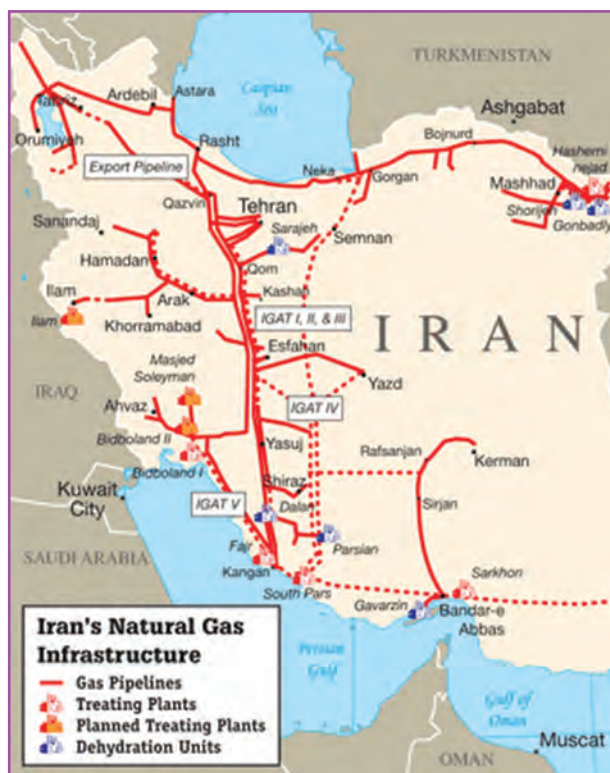 TURKMENISTAN
Caspian
Sea
Astara
Ardebil
Tabriz
Ashgabat
Orumiyeh
Rasht
Bojnurd
Hashemi
nejad
Export Pipeline
Neka
Gorgan
Mashhad
Qazvin
Tehran
Shorijeh
Gonbadly
Sanandaj
Sarajeh
Semnan
Hamadan
Qom
Ilam
Arak
Kashan
Ilam
Khorramabad
IGAT I, II, & III
IRAN
Masjed
Soleyman
Esfahan
IRAQ
Yazd
Ahvaz
IGAT IV
Bidboland II
Yasuj
Rafsanjan
Kerman
Bidboland I
Kuwait
City
Shiraz
IGAT V
Dalan
Sirjan
SAUDI ARABIA
Fajr
Parsian
Kangan
South Pars
Sarkhon
Gavarzin
Bandar-e
Abbas
Iran's Natural Gas
Infrastructure
Gas Pipelines
Treating Plants
Planned Treating Plants
Dehydration Units
Persian
Gulf
Gulf of
Oman
Muscat
OMAN